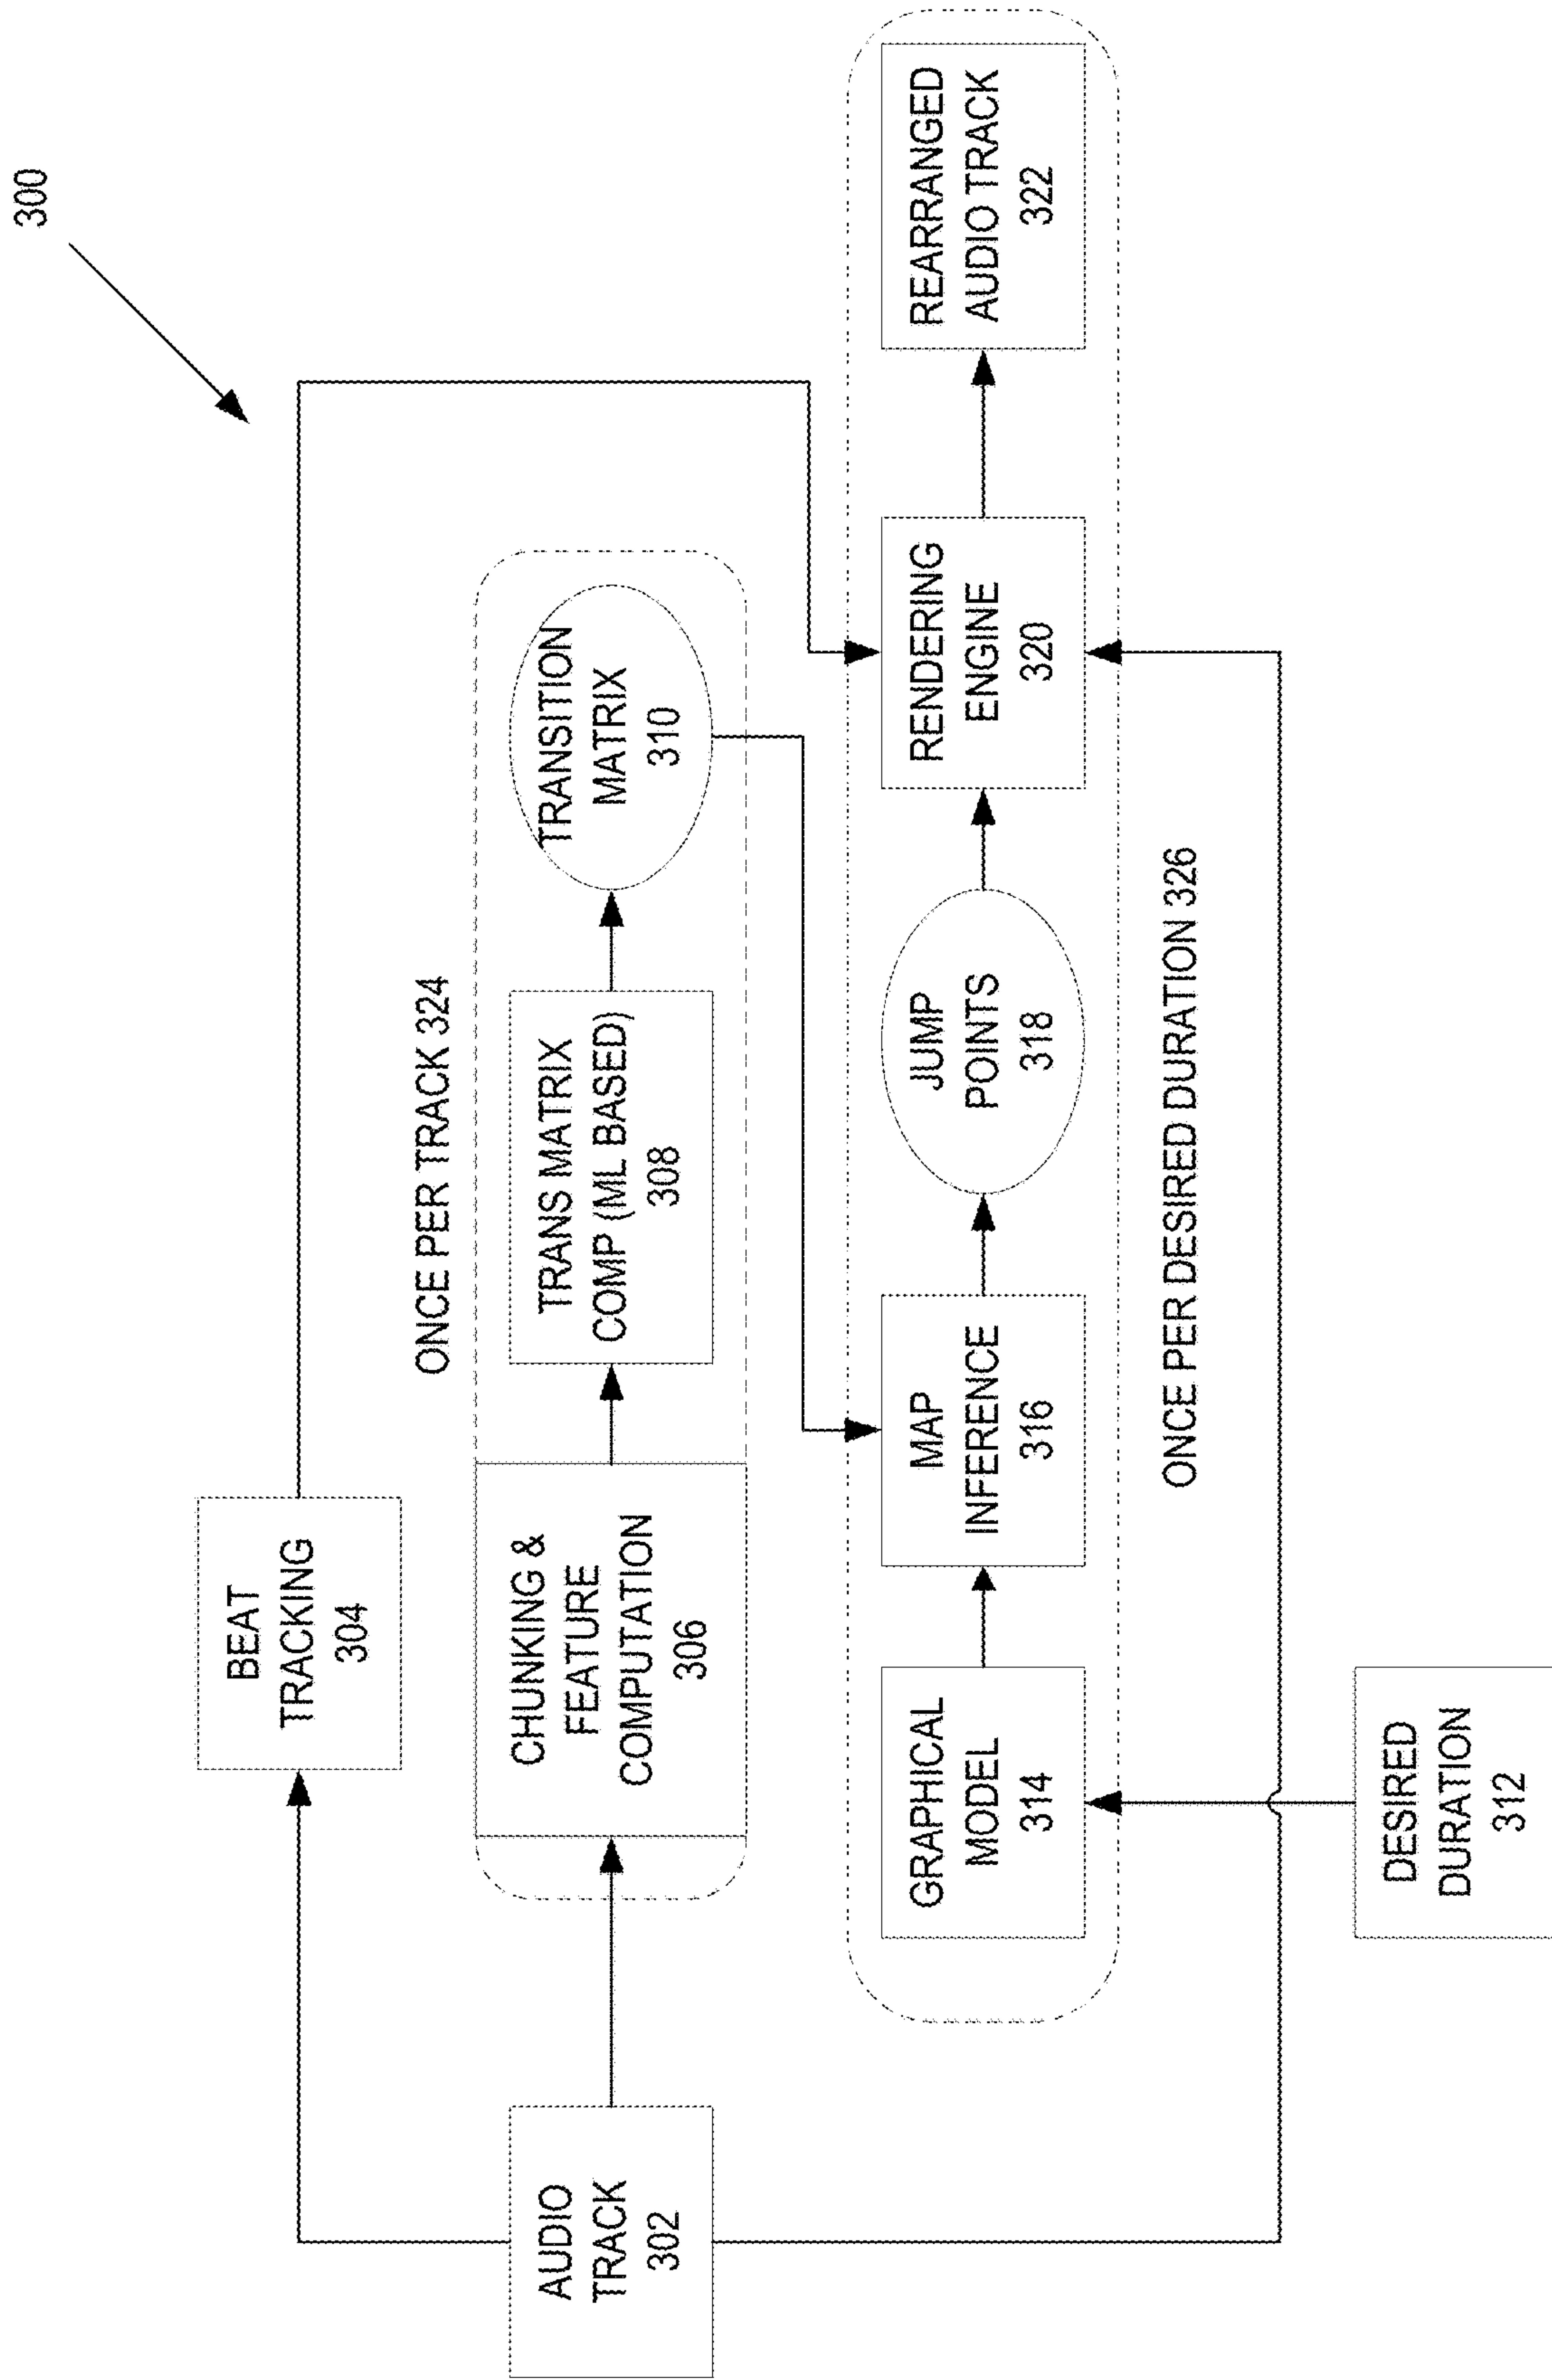 300
BEAT
TRACKING
304
ONCE PER TRACK 324
AUDIO
TRACK
302
CHUNKING &
FEATURE
COMPUTATION
306
TRANS MATRIX
COMP (ML BASED)
308
TRANSITION
MATRIX
310
GRAPHICAL
MODEL
314
MAP
INFERENCE
316
JUMP
POINTS
318
RENDERING
ENGINE
320
REARRANGED
AUDIO TRACK
322
ONCE PER DESIRED DURATION 326
DESIRED
DURATION
312